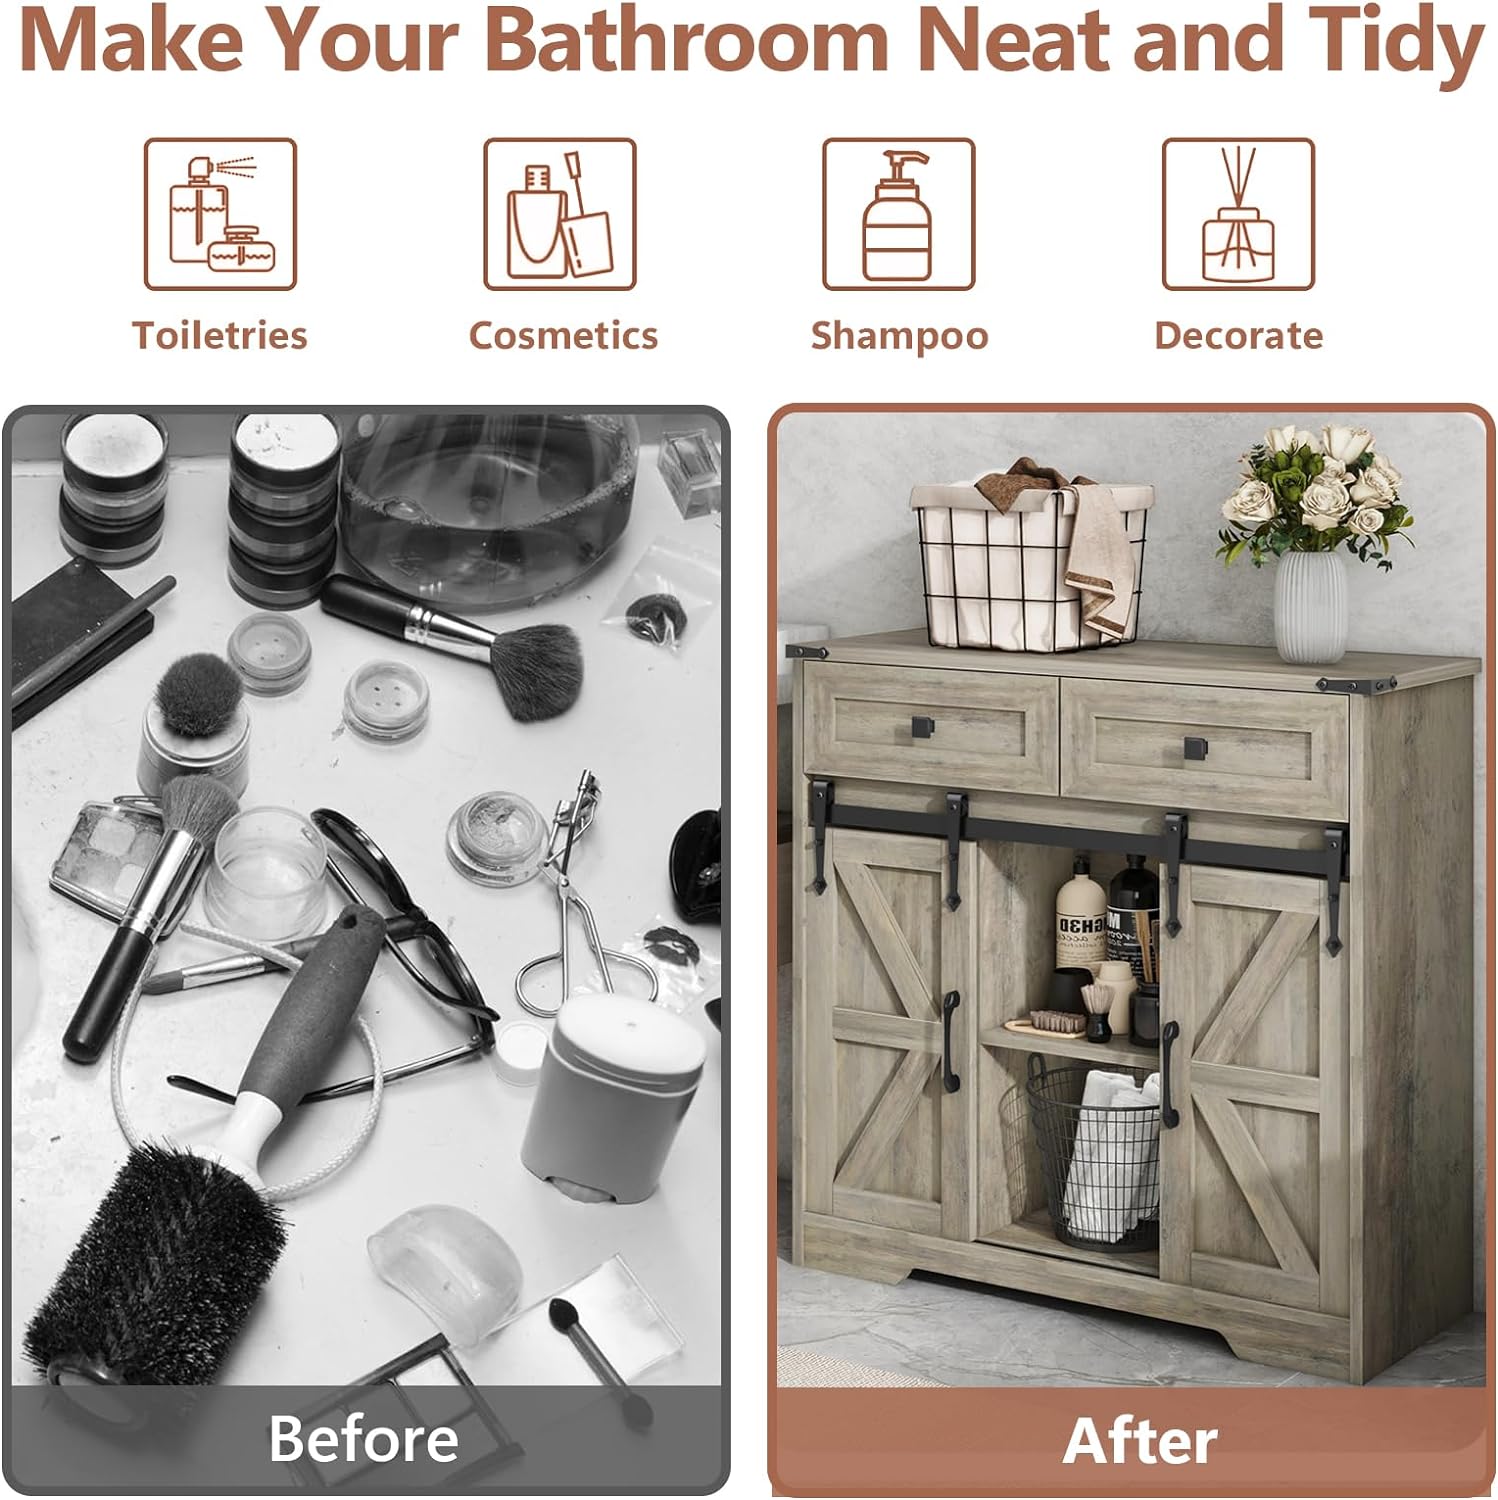 Make Your Bathroom Neat and Tidy
Toiletries
Cosmetics
Shampoo
Decorate
Before
After